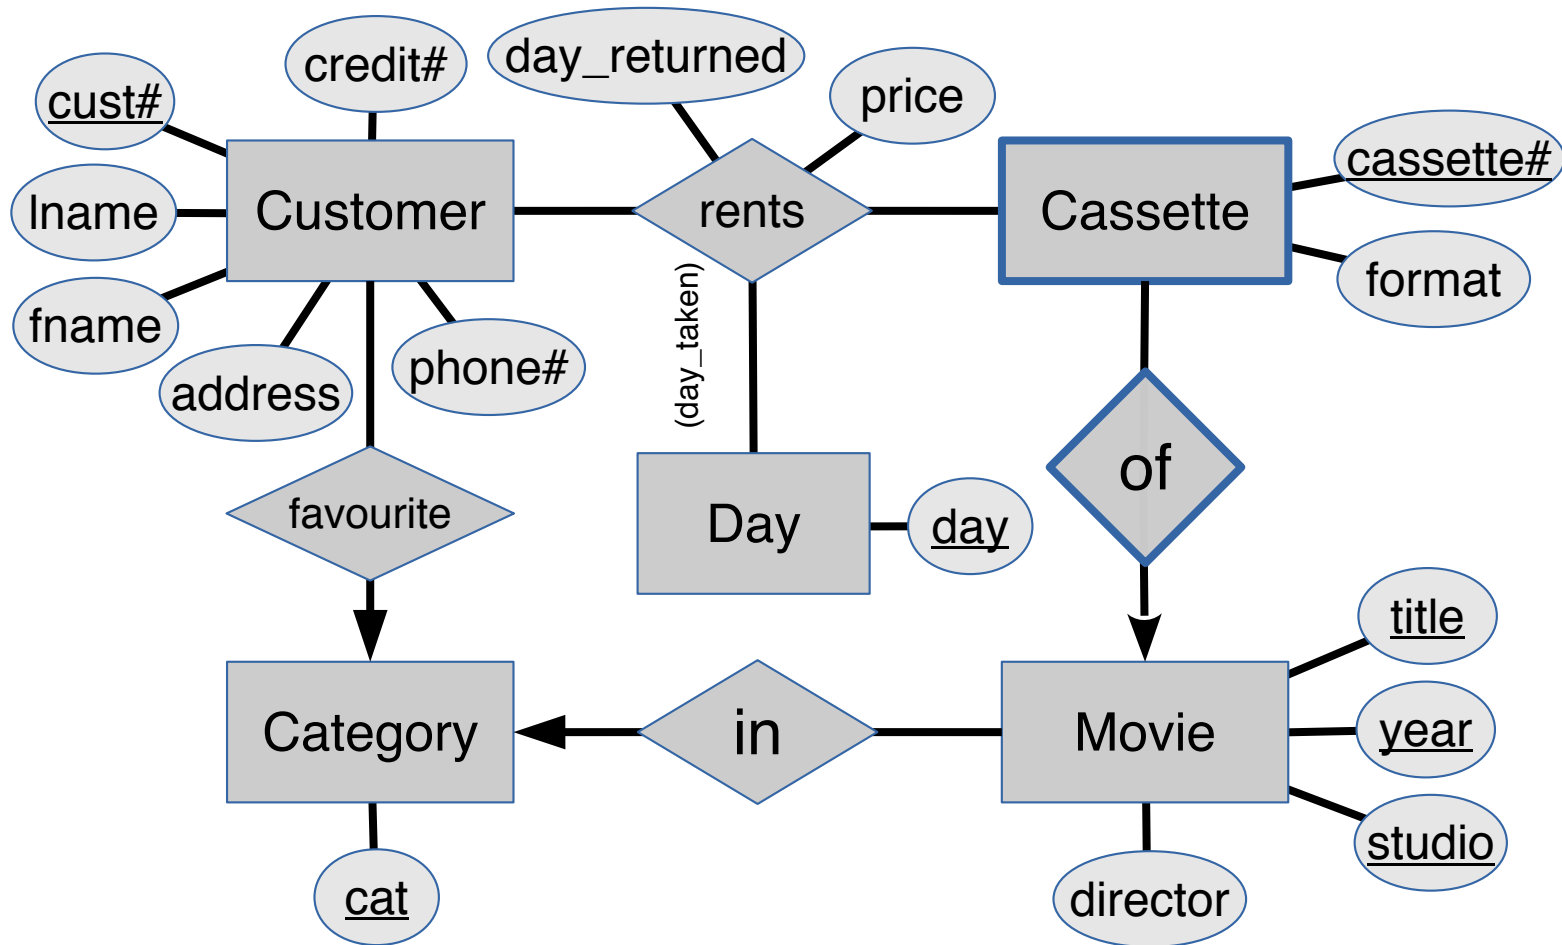 credit#
day_returned
price
cust#
cassette#
lname
Customer
rents
Cassette
fname
address
phone#
(day_taken)
format
favourite
of
Day
day
title
Category
in
Movie
year
studio
cat
director